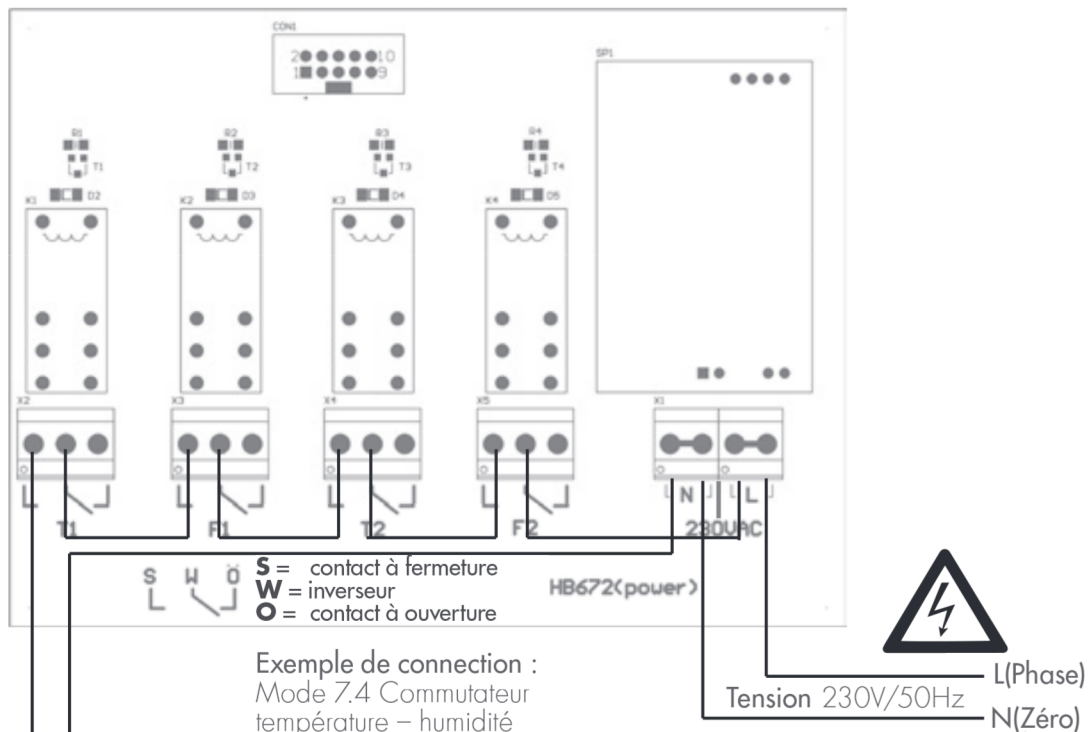 CON1
SP1
2 10
1 9
R1 R2 R3 R4
T1 T2 T3 T4
K1 D2 K2 D3 K3 D4 K4 D5
X2 X3 X4 X5 X1
N L
T1 F1 T2 F2 230VAC
S W Ö
S = contact à fermeture
W = inverseur
O = contact à ouverture
HB672(power)
Exemple de connection :
Mode 7.4 Commutateur
température – humidité
Tension 230V/50Hz
L(Phase)
N(Zéro)